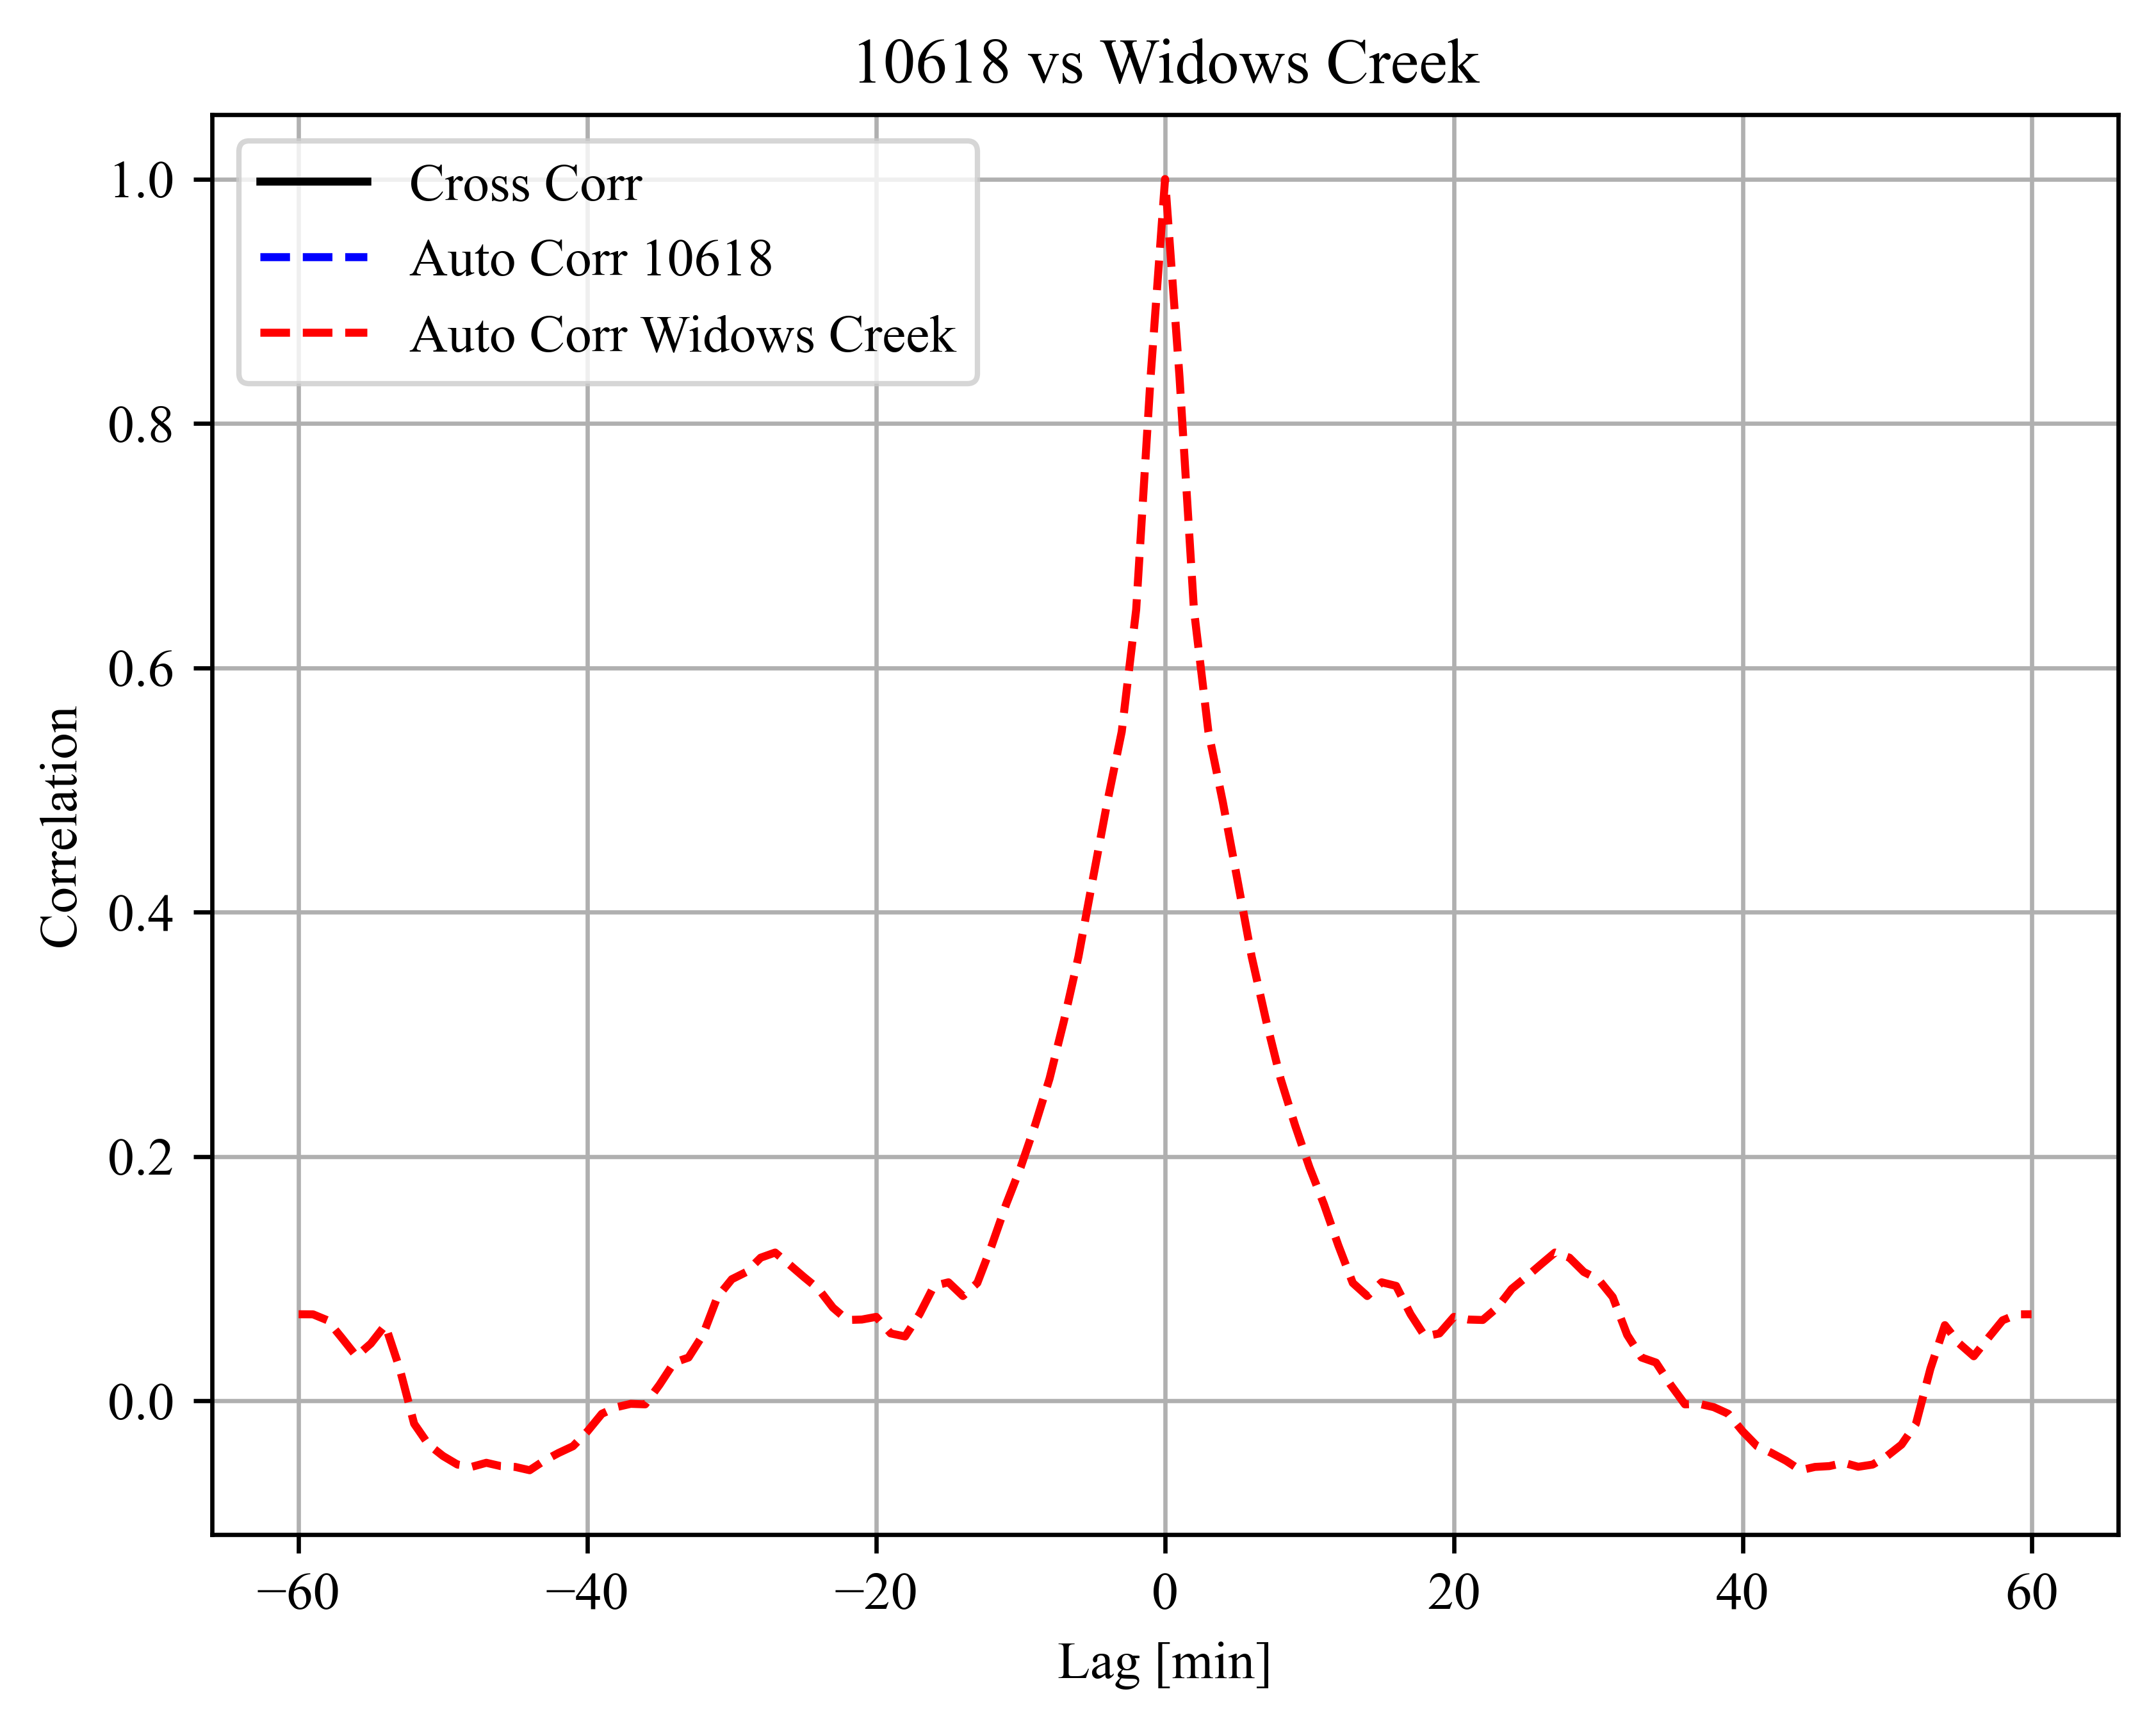 10618 vs Widows Creek
Cross Corr
Auto Corr 10618
Auto Corr Widows Creek
1.0
0.8
0.6
0.4
0.2
0.0
Correlation
−60 −40 −20 0 20 40 60
Lag [min]